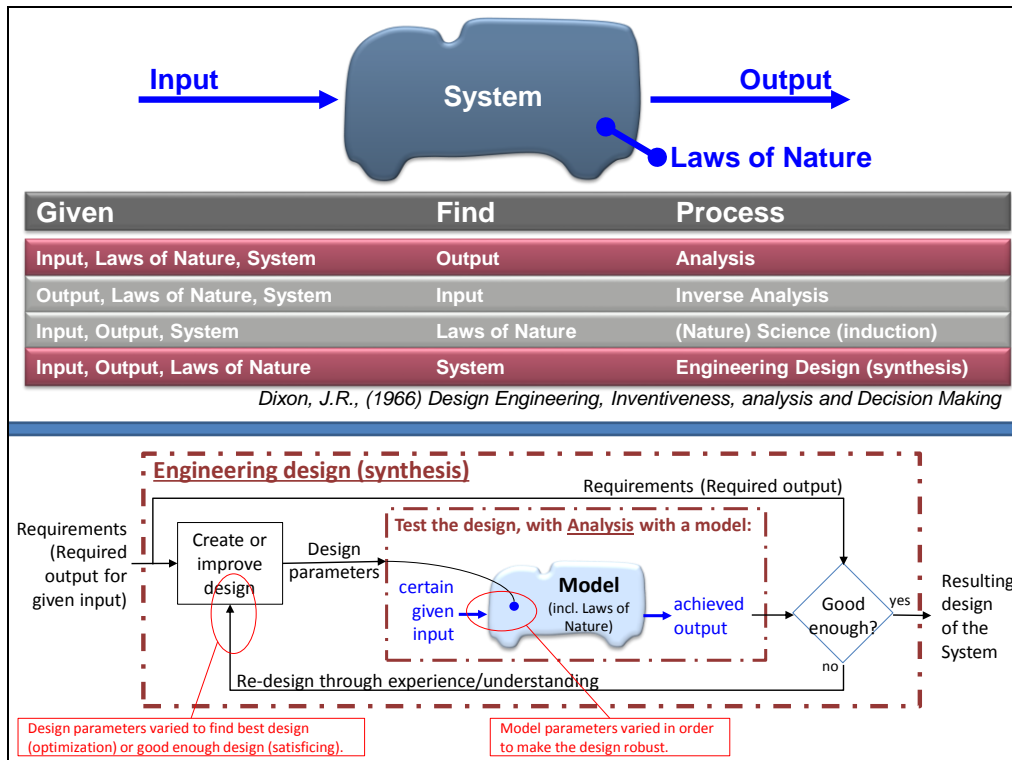 Input
System
Output
Laws of Nature
Given Find Process
Input, Laws of Nature, System Output Analysis
Output, Laws of Nature, System Input Inverse Analysis
Input, Output, System Laws of Nature (Nature) Science (induction)
Input, Output, Laws of Nature System Engineering Design (synthesis)
Dixon, J.R., (1966) Design Engineering, Inventiveness, analysis and Decision Making
Engineering design (synthesis)
Requirements (Required output)
Requirements
(Required
output for
given input)
Create or
improve
design
Design
parameters
Test the design, with Analysis with a model:
certain
given
input
Model
(incl. Laws of
Nature)
achieved
output
Good
enough?
yes
no
Resulting
design
of the
System
Re-design through experience/understanding
Design parameters varied to find best design
(optimization) or good enough design (satisficing).
Model parameters varied in order
to make the design robust.